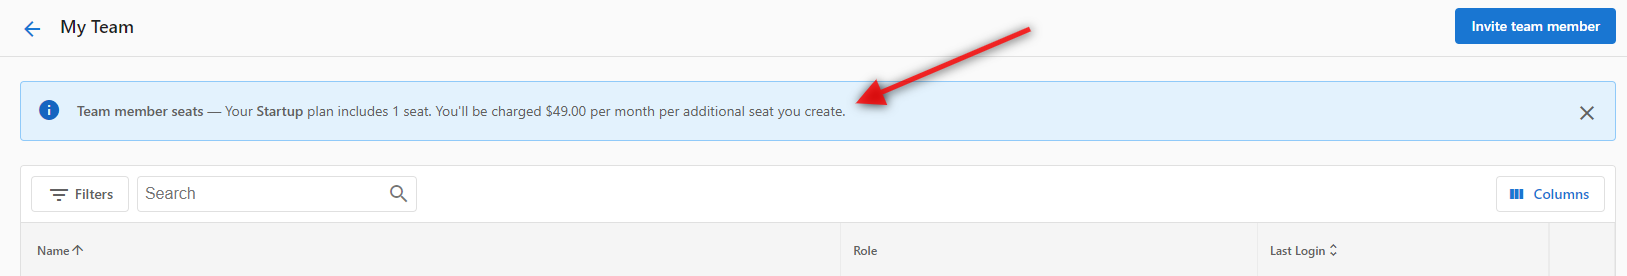 My Team
Invite team member
Team member seats — Your Startup plan includes 1 seat. You'll be charged $49.00 per month per additional seat you create.
Filters
Search
Columns
Name
Role
Last Login